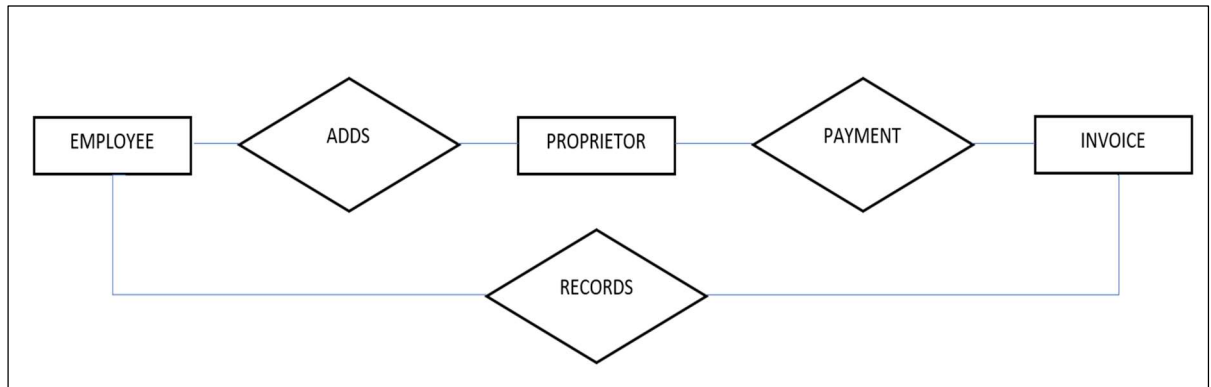 EMPLOYEE
ADDS
PROPRIETOR
PAYMENT
INVOICE
RECORDS